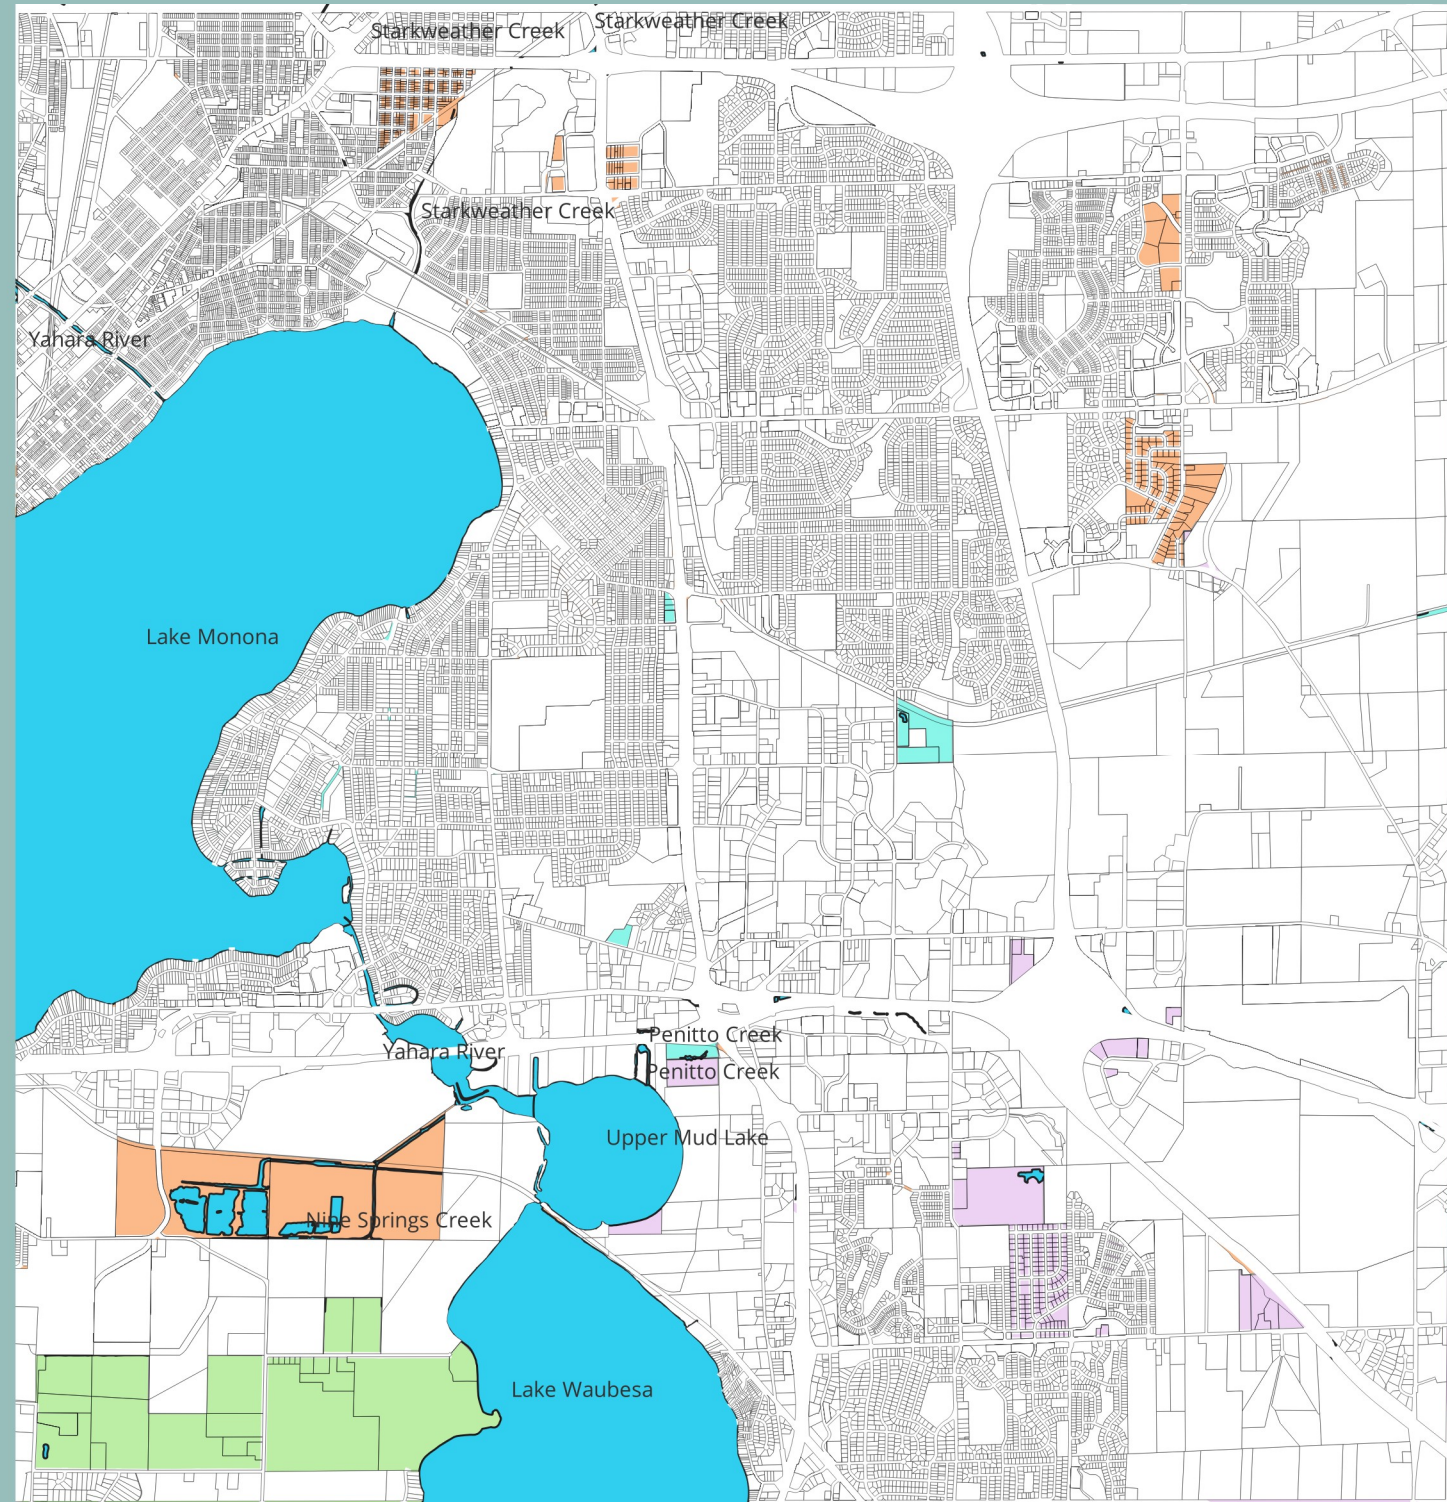 Starkweather Creek
Starkweather Creek
Starkweather Creek
Yahara River
Lake Monona
Penitto Creek
Yahara River
Penitto Creek
Upper Mud Lake
Nine Springs Creek
Lake Waubesa